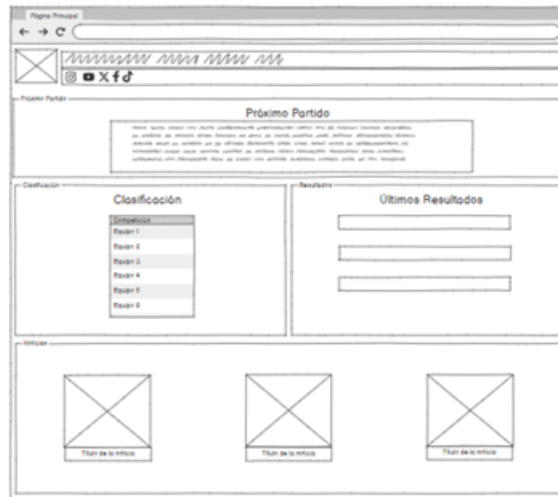 Página Principal
Próximo Partido
Próximo Partido
Clasificación
Resultados
Clasificación
Últimos Resultados
Competición
Equipo 1
Equipo 2
Equipo 3
Equipo 4
Equipo 5
Equipo 6
Noticias
Título de la noticia
Título de la noticia
Título de la noticia